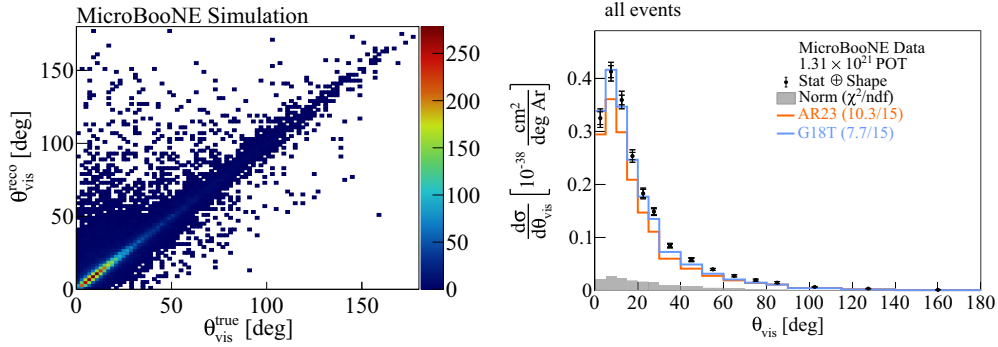 MicroBooNE Simulation
θ_vis^reco [deg]
150
100
50
0
0 50 100 150
θ_vis^true [deg]
250
200
150
100
50
0
all events
dσ/dθ_vis [10^-38 cm²/deg Ar]
0.4
0.3
0.2
0.1
0
0 20 40 60 80 100 120 140 160 180
θ_vis [deg]
MicroBooNE Data
1.31 × 10^21 POT
Stat ⊕ Shape
Norm (χ²/ndf)
AR23 (10.3/15)
G18T (7.7/15)